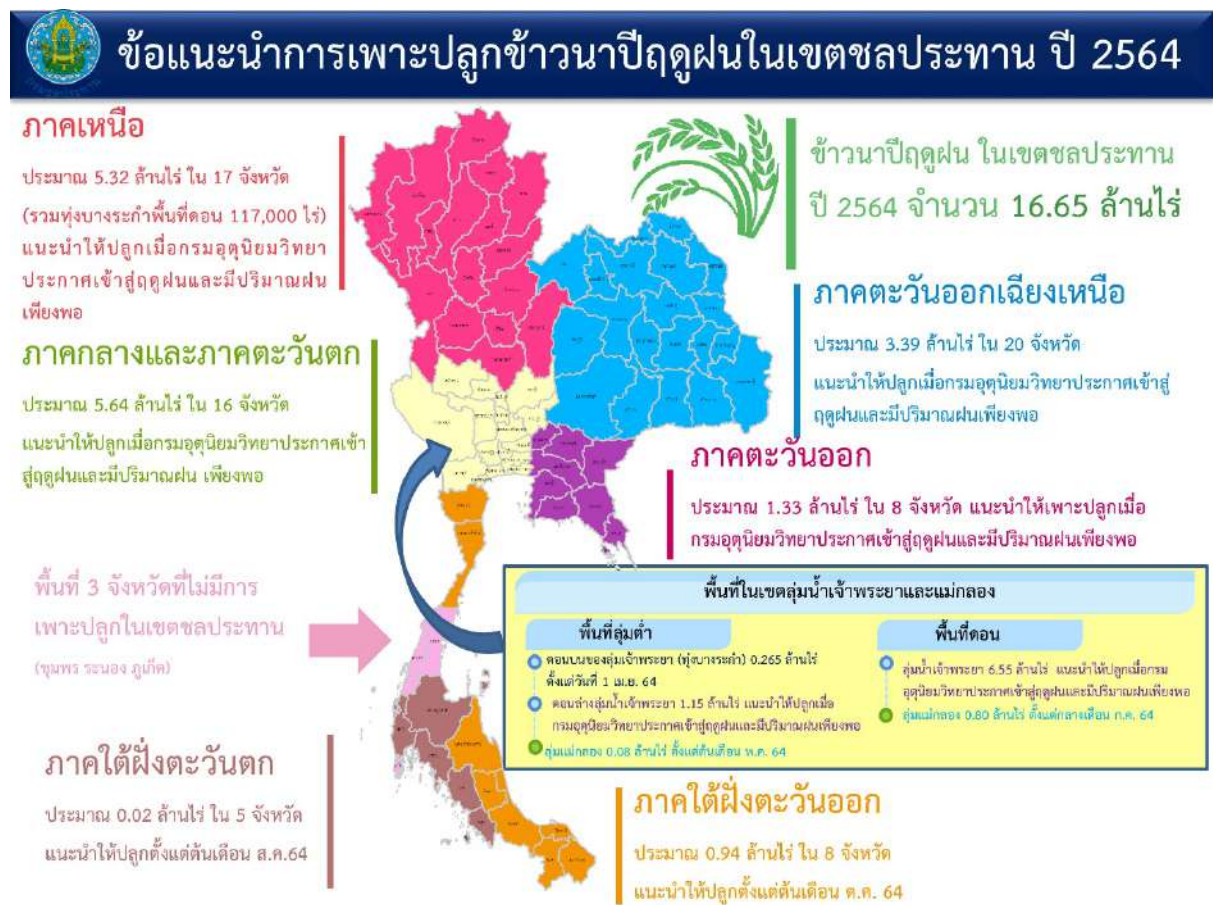 ข้อแนะนำการเพาะปลูกข้าวนาปีฤดูฝนในเขตชลประทาน ปี 2564
ภาคเหนือ
ประมาณ 5.32 ล้านไร่ ใน 17 จังหวัด
(รวมทุ่งบางระกำพื้นที่ดอน 117,000 ไร่)
แนะนำให้ปลูกเมื่อกรมอุตุนิยมวิทยา
ประกาศเข้าสู่ฤดูฝนและมีปริมาณฝน
เพียงพอ
ข้าวนาปีฤดูฝน ในเขตชลประทาน
ปี 2564 จำนวน 16.65 ล้านไร่
ภาคตะวันออกเฉียงเหนือ
ประมาณ 3.39 ล้านไร่ ใน 20 จังหวัด
แนะนำให้ปลูกเมื่อกรมอุตุนิยมวิทยาประกาศเข้าสู่
ฤดูฝนและมีปริมาณฝนเพียงพอ
ภาคกลางและภาคตะวันตก
ประมาณ 5.64 ล้านไร่ ใน 16 จังหวัด
แนะนำให้ปลูกเมื่อกรมอุตุนิยมวิทยาประกาศเข้า
สู่ฤดูฝนและมีปริมาณฝน เพียงพอ
ภาคตะวันออก
ประมาณ 1.33 ล้านไร่ ใน 8 จังหวัด แนะนำให้เพาะปลูกเมื่อ
กรมอุตุนิยมวิทยาประกาศเข้าสู่ฤดูฝนและมีปริมาณฝนเพียงพอ
พื้นที่ 3 จังหวัดที่ไม่มีการ
เพาะปลูกในเขตชลประทาน
(ชุมพร ระนอง ภูเก็ต)
พื้นที่ในเขตลุ่มน้ำเจ้าพระยาและแม่กลอง
พื้นที่ลุ่มต่ำ
ตอนบนของลุ่มเจ้าพระยา (ทุ่งบางระกำ) 0.265 ล้านไร่
ตั้งแต่วันที่ 1 เม.ย. 64
ตอนล่างลุ่มน้ำเจ้าพระยา 1.15 ล้านไร่ แนะนำให้ปลูกเมื่อ
กรมอุตุนิยมวิทยาประกาศเข้าสู่ฤดูฝนและมีปริมาณฝนเพียงพอ
ลุ่มแม่กลอง 0.08 ล้านไร่ ตั้งแต่ต้นเดือน พ.ค. 64
พื้นที่ดอน
ลุ่มน้ำเจ้าพระยา 6.55 ล้านไร่ แนะนำให้ปลูกเมื่อกรม
อุตุนิยมวิทยาประกาศเข้าสู่ฤดูฝนและมีปริมาณฝนเพียงพอ
ลุ่มแม่กลอง 0.80 ล้านไร่ ตั้งแต่กลางเดือน ก.ค. 64
ภาคใต้ฝั่งตะวันตก
ประมาณ 0.02 ล้านไร่ ใน 5 จังหวัด
แนะนำให้ปลูกตั้งแต่ต้นเดือน ส.ค.64
ภาคใต้ฝั่งตะวันออก
ประมาณ 0.94 ล้านไร่ ใน 8 จังหวัด
แนะนำให้ปลูกตั้งแต่ต้นเดือน ต.ค. 64